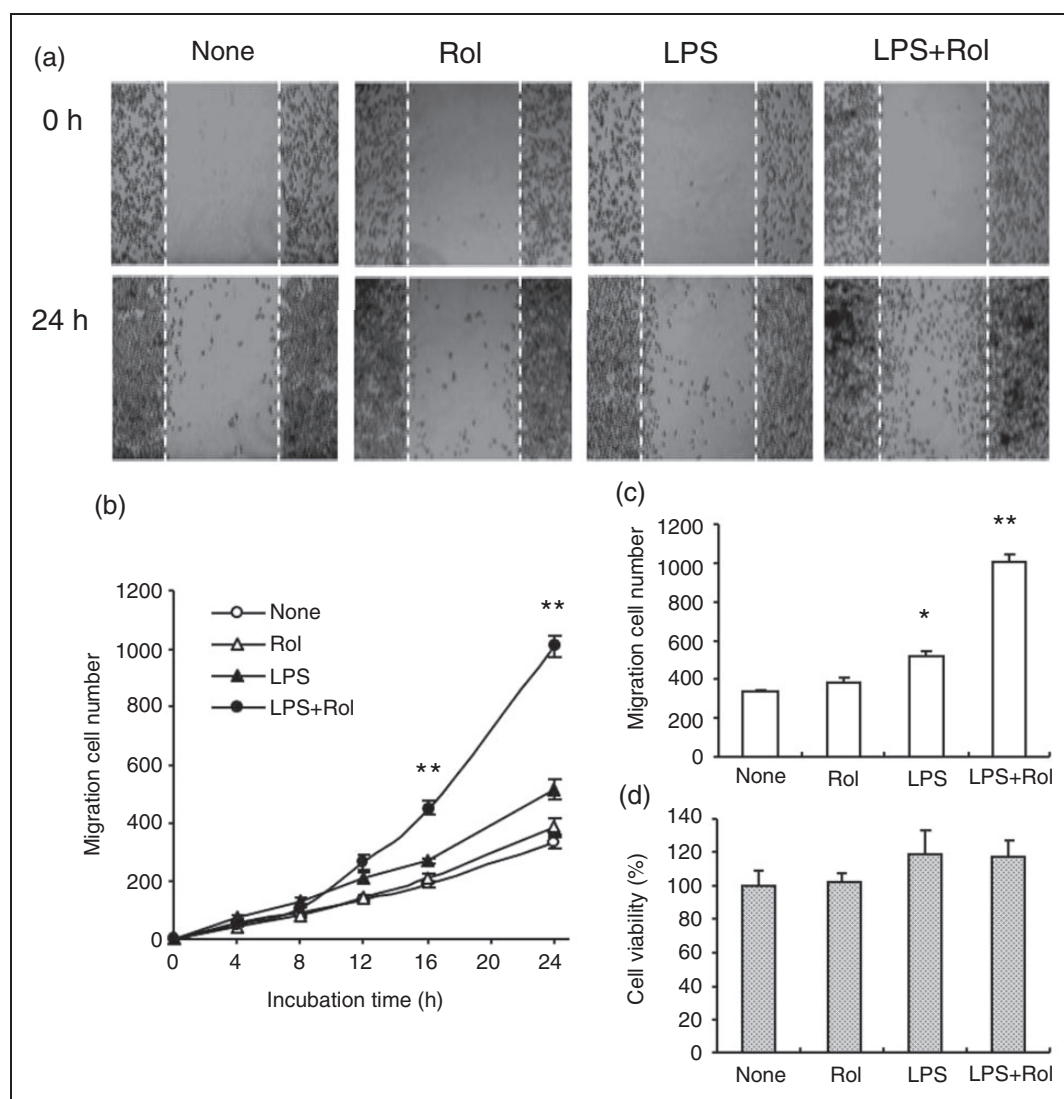 (a)
None Rol LPS LPS+Rol
0 h
24 h
(b)
Migration cell number
1200
1000
800
600
400
200
0
None
Rol
LPS
LPS+Rol
**
**
0 4 8 12 16 20 24
Incubation time (h)
(c)
Migration cell number
1200
1000
800
600
400
200
0
*
**
None Rol LPS LPS+Rol
(d)
Cell viability (%)
140
120
100
80
60
40
20
0
None Rol LPS LPS+Rol